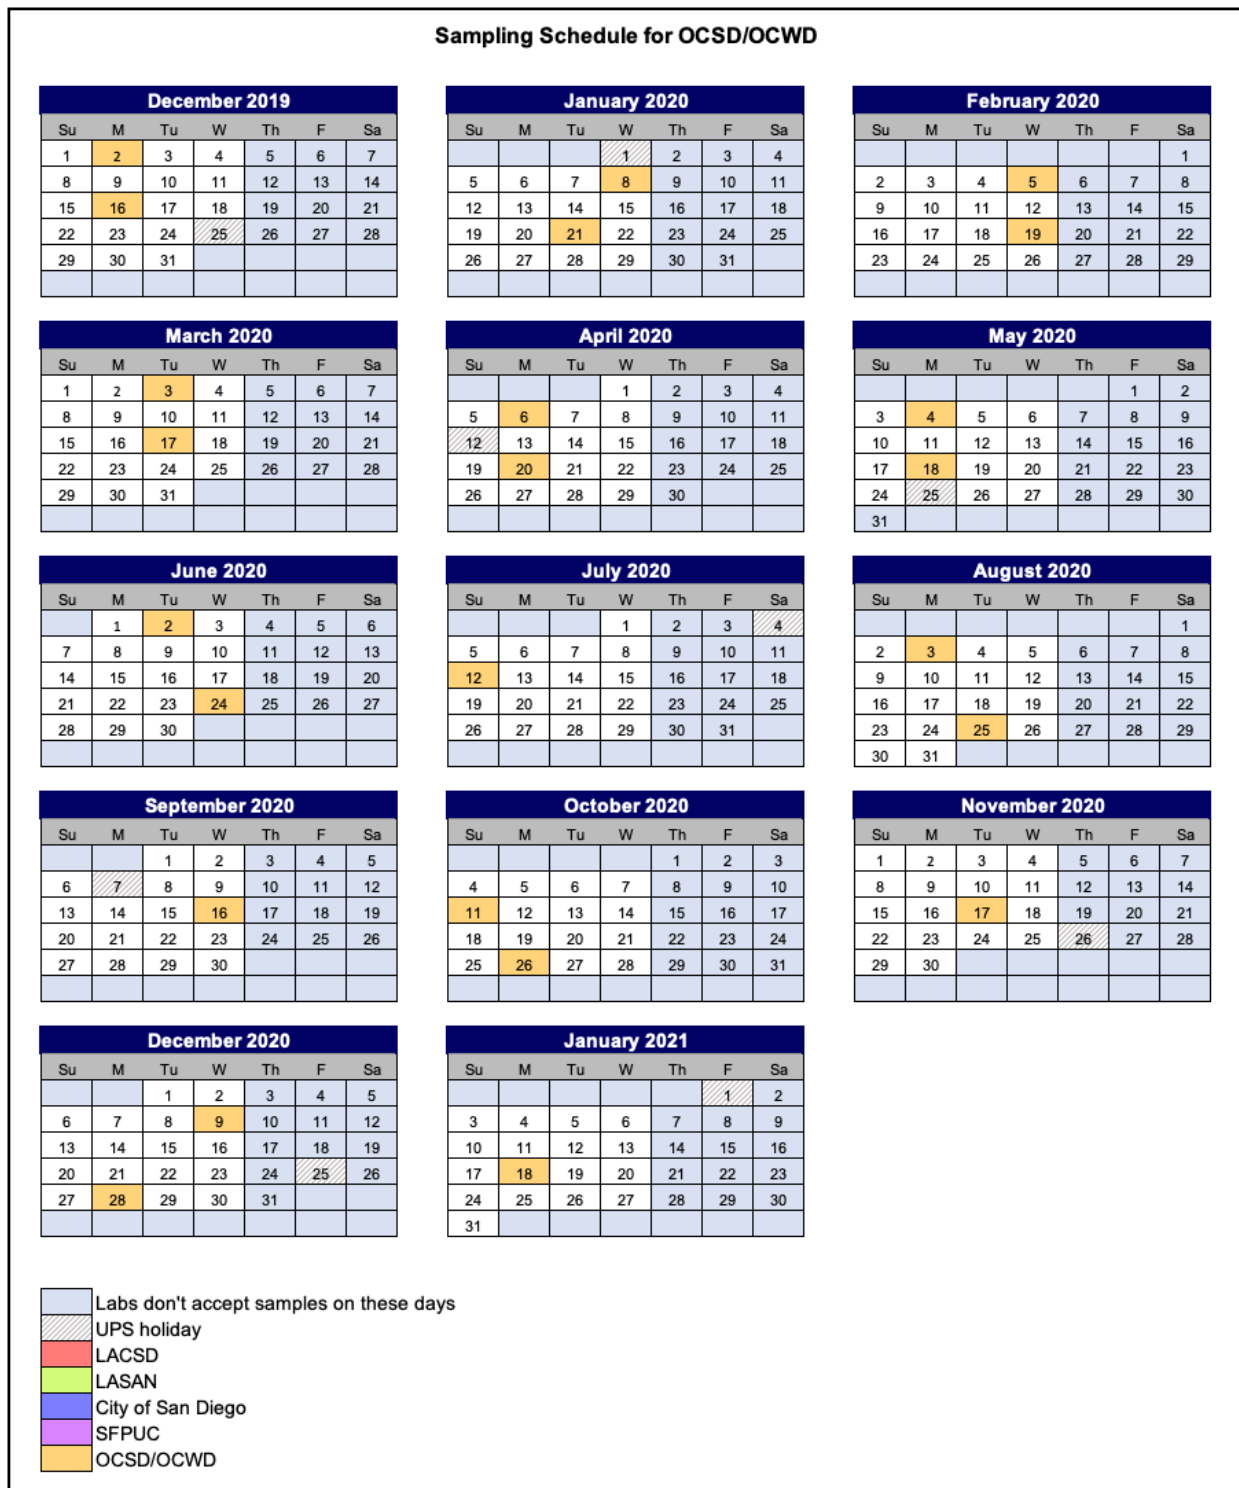 Sampling Schedule for OCSD/OCWD
December 2019
Su M Tu W Th F Sa
1 2 3 4 5 6 7
8 9 10 11 12 13 14
15 16 17 18 19 20 21
22 23 24 25 26 27 28
29 30 31
January 2020
Su M Tu W Th F Sa
1 2 3 4
5 6 7 8 9 10 11
12 13 14 15 16 17 18
19 20 21 22 23 24 25
26 27 28 29 30 31
February 2020
Su M Tu W Th F Sa
1
2 3 4 5 6 7 8
9 10 11 12 13 14 15
16 17 18 19 20 21 22
23 24 25 26 27 28 29
March 2020
Su M Tu W Th F Sa
1 2 3 4 5 6 7
8 9 10 11 12 13 14
15 16 17 18 19 20 21
22 23 24 25 26 27 28
29 30 31
April 2020
Su M Tu W Th F Sa
1 2 3 4
5 6 7 8 9 10 11
12 13 14 15 16 17 18
19 20 21 22 23 24 25
26 27 28 29 30
May 2020
Su M Tu W Th F Sa
1 2
3 4 5 6 7 8 9
10 11 12 13 14 15 16
17 18 19 20 21 22 23
24 25 26 27 28 29 30
31
June 2020
Su M Tu W Th F Sa
1 2 3 4 5 6
7 8 9 10 11 12 13
14 15 16 17 18 19 20
21 22 23 24 25 26 27
28 29 30
July 2020
Su M Tu W Th F Sa
1 2 3 4
5 6 7 8 9 10 11
12 13 14 15 16 17 18
19 20 21 22 23 24 25
26 27 28 29 30 31
August 2020
Su M Tu W Th F Sa
1
2 3 4 5 6 7 8
9 10 11 12 13 14 15
16 17 18 19 20 21 22
23 24 25 26 27 28 29
30 31
September 2020
Su M Tu W Th F Sa
1 2 3 4 5
6 7 8 9 10 11 12
13 14 15 16 17 18 19
20 21 22 23 24 25 26
27 28 29 30
October 2020
Su M Tu W Th F Sa
1 2 3
4 5 6 7 8 9 10
11 12 13 14 15 16 17
18 19 20 21 22 23 24
25 26 27 28 29 30 31
November 2020
Su M Tu W Th F Sa
1 2 3 4 5 6 7
8 9 10 11 12 13 14
15 16 17 18 19 20 21
22 23 24 25 26 27 28
29 30
December 2020
Su M Tu W Th F Sa
1 2 3 4 5
6 7 8 9 10 11 12
13 14 15 16 17 18 19
20 21 22 23 24 25 26
27 28 29 30 31
January 2021
Su M Tu W Th F Sa
1 2
3 4 5 6 7 8 9
10 11 12 13 14 15 16
17 18 19 20 21 22 23
24 25 26 27 28 29 30
31
Labs don't accept samples on these days
UPS holiday
LACSD
LASAN
City of San Diego
SFPUC
OCSD/OCWD